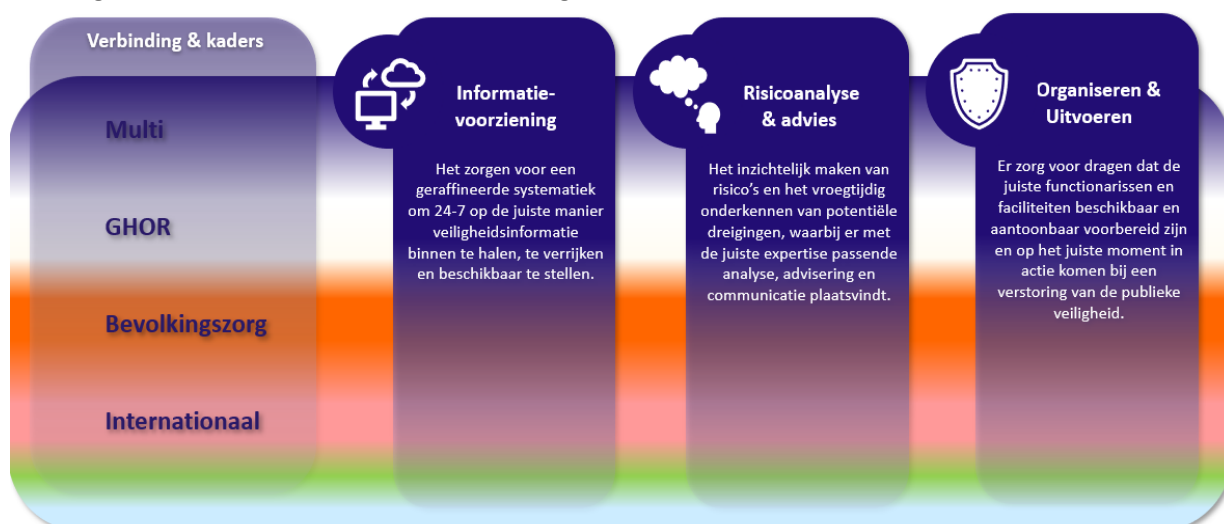 Verbinding & kaders
Multi
GHOR
Bevolkingszorg
Internationaal
Informatie-
voorziening
Het zorgen voor een
geraffineerde systematiek
om 24-7 op de juiste manier
veiligheidsinformatie
binnen te halen, te verrijken
en beschikbaar te stellen.
Risicoanalyse
& advies
Het inzichtelijk maken van
risico's en het vroegtijdig
onderkennen van potentiële
dreigingen, waarbij er met
de juiste expertise passende
analyse, advisering en
communicatie plaatsvindt.
Organiseren &
Uitvoeren
Er zorg voor dragen dat de
juiste functionarissen en
faciliteiten beschikbaar en
aantoonbaar voorbereid zijn
en op het juiste moment in
actie komen bij een
verstoring van de publieke
veiligheid.